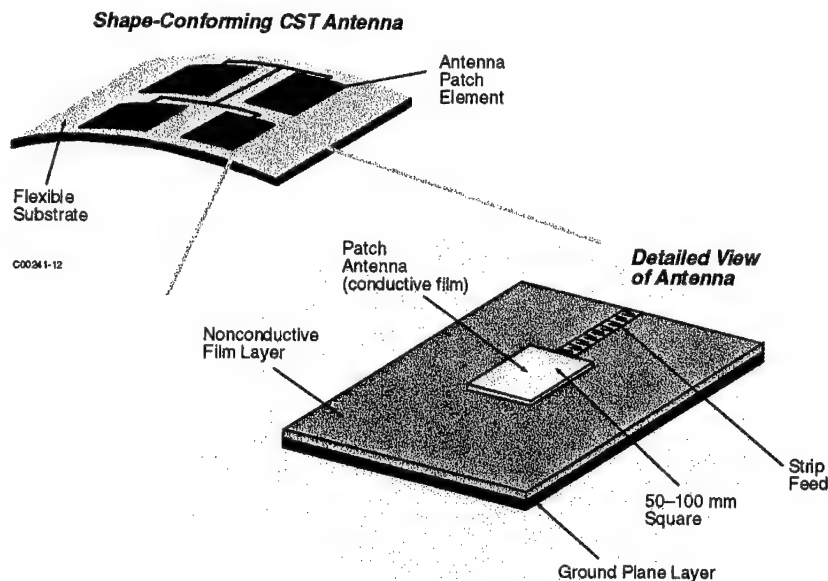 Shape-Conforming CST Antenna
Antenna
Patch
Element
Flexible
Substrate
C00241-12
Patch
Antenna
(conductive film)
Detailed View
of Antenna
Nonconductive
Film Layer
Strip
Feed
50–100 mm
Square
Ground Plane Layer